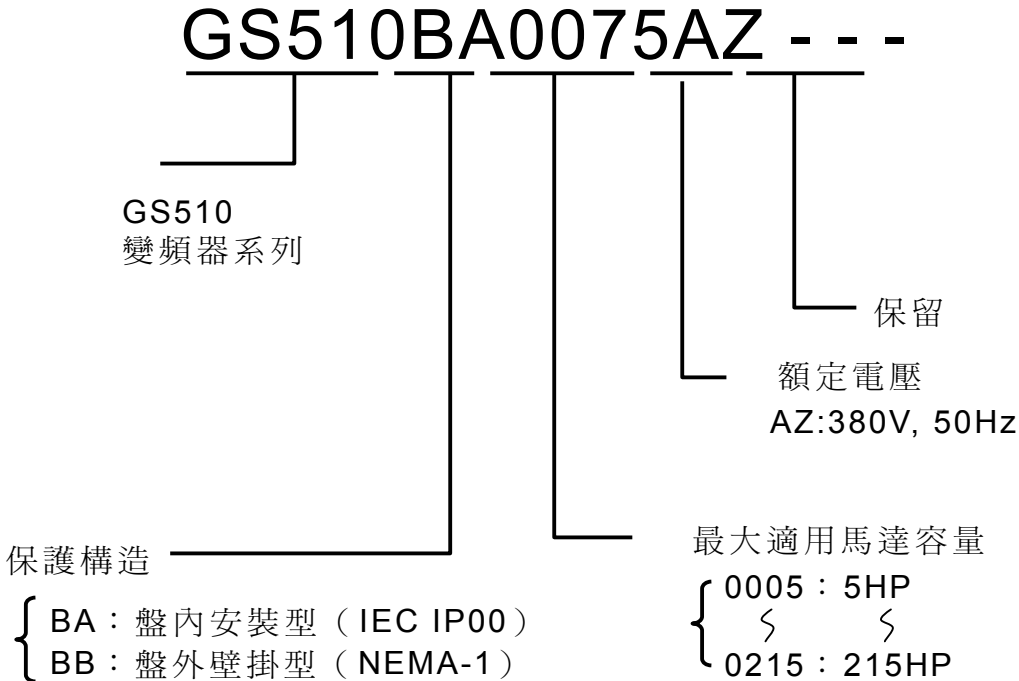 GS510BA0075AZ - - -
GS510
變頻器系列
保留
額定電壓
AZ:380V, 50Hz
保護構造
BA：盤內安裝型（IEC IP00）
BB：盤外壁掛型（NEMA-1）
最大適用馬達容量
0005：5HP
0215：215HP